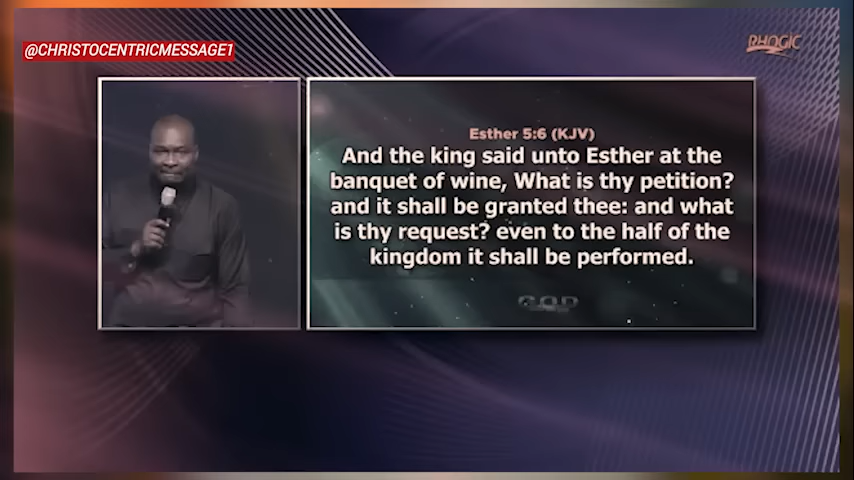 @CHRISTOCENTRICMESSAGE1
RHOGIC
Esther 5:6 (KJV)
And the king said unto Esther at the
banquet of wine, What is thy petition?
and it shall be granted thee: and what
is thy request? even to the half of the
kingdom it shall be performed.